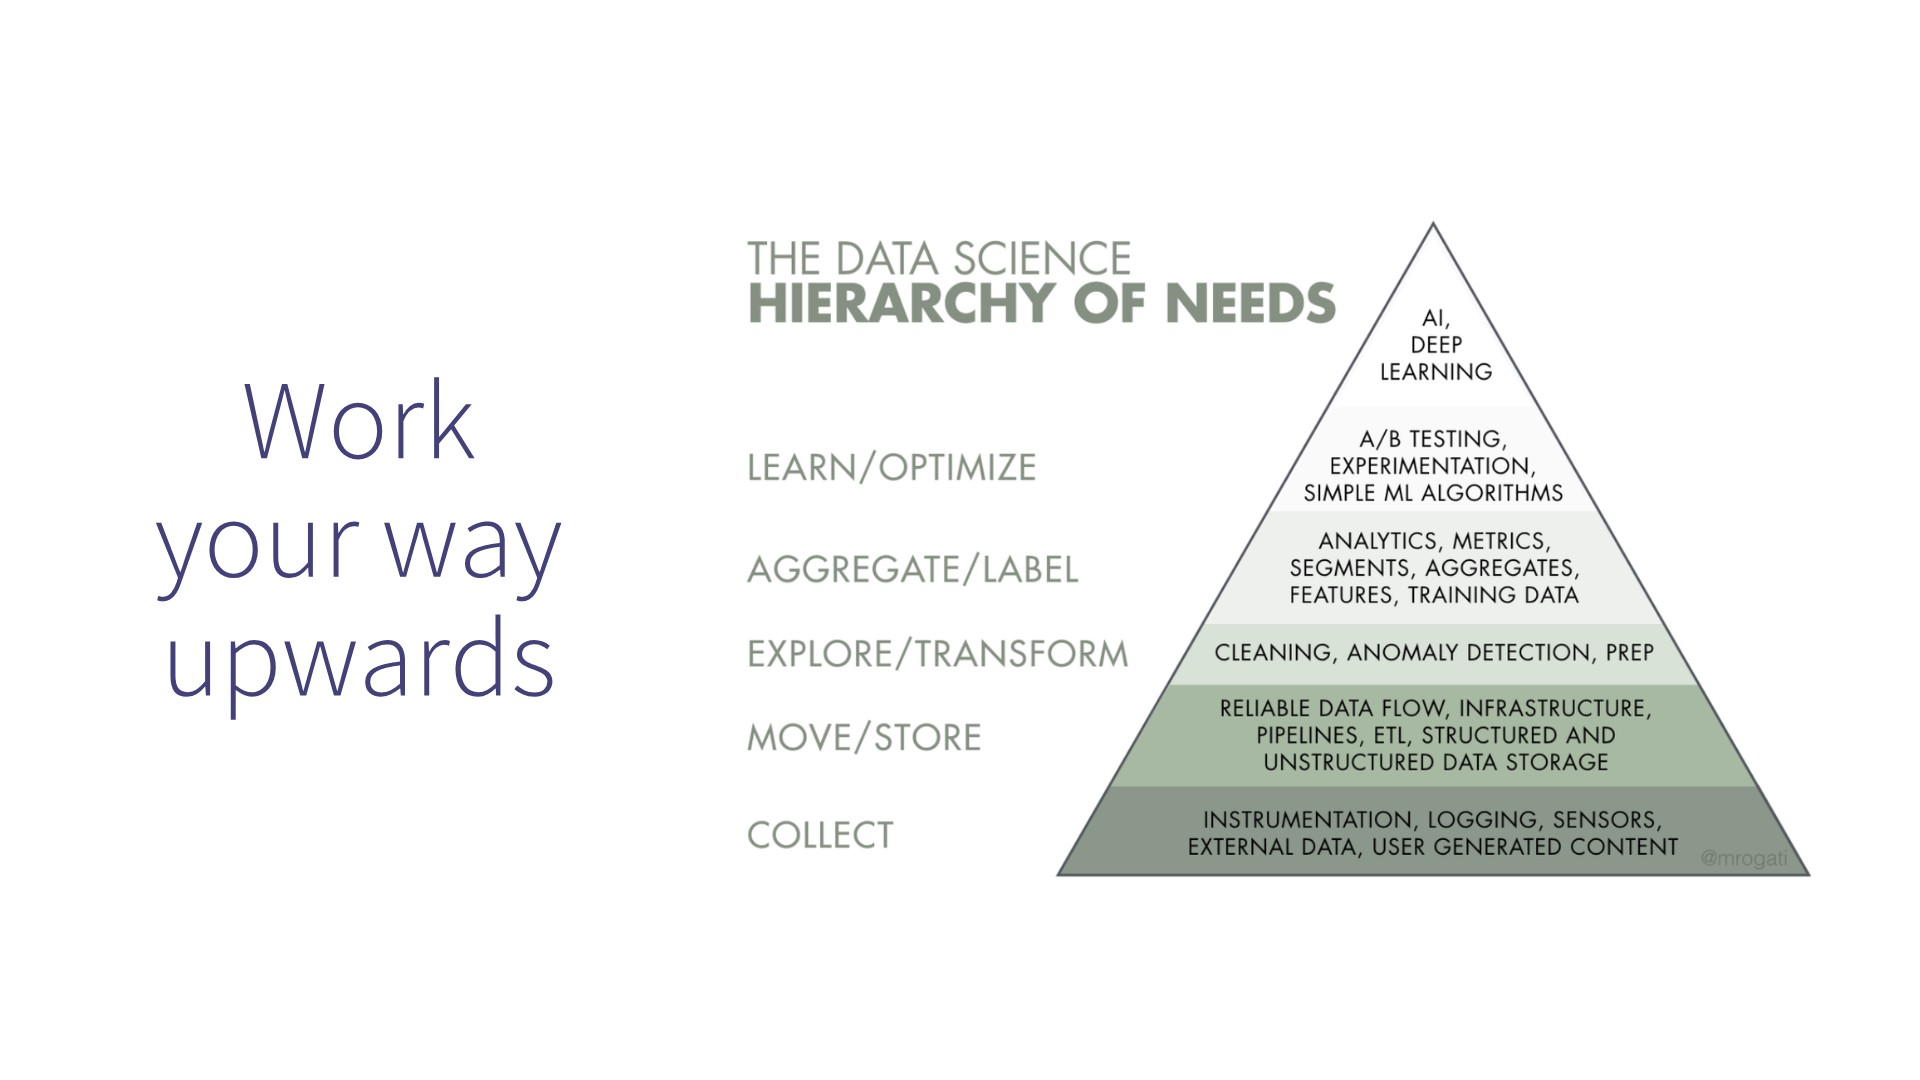 Work
your way
upwards
THE DATA SCIENCE
HIERARCHY OF NEEDS
LEARN/OPTIMIZE
AGGREGATE/LABEL
EXPLORE/TRANSFORM
MOVE/STORE
COLLECT
AI,
DEEP
LEARNING
A/B TESTING,
EXPERIMENTATION,
SIMPLE ML ALGORITHMS
ANALYTICS, METRICS,
SEGMENTS, AGGREGATES,
FEATURES, TRAINING DATA
CLEANING, ANOMALY DETECTION, PREP
RELIABLE DATA FLOW, INFRASTRUCTURE,
PIPELINES, ETL, STRUCTURED AND
UNSTRUCTURED DATA STORAGE
INSTRUMENTATION, LOGGING, SENSORS,
EXTERNAL DATA, USER GENERATED CONTENT
@mrogati